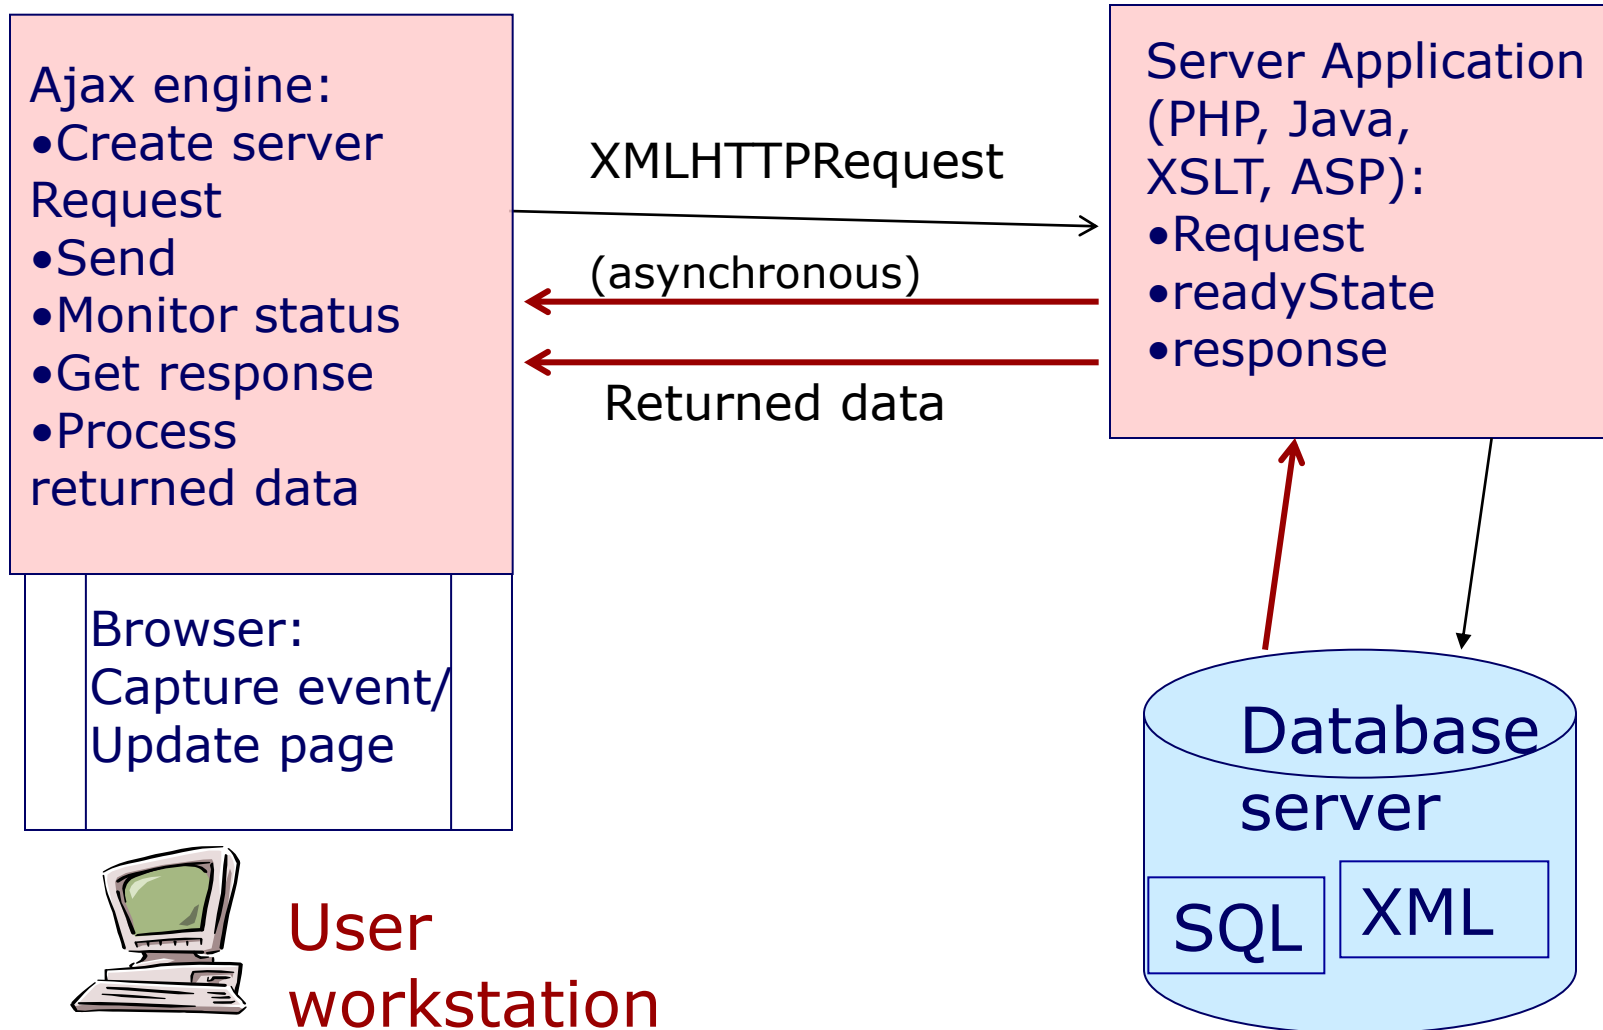 Ajax engine:
•Create server
Request
•Send
•Monitor status
•Get response
•Process
returned data
Browser:
Capture event/
Update page
User
workstation
XMLHTTPRequest
(asynchronous)
Returned data
Server Application
(PHP, Java,
XSLT, ASP):
•Request
•readyState
•response
Database
server
SQL
XML